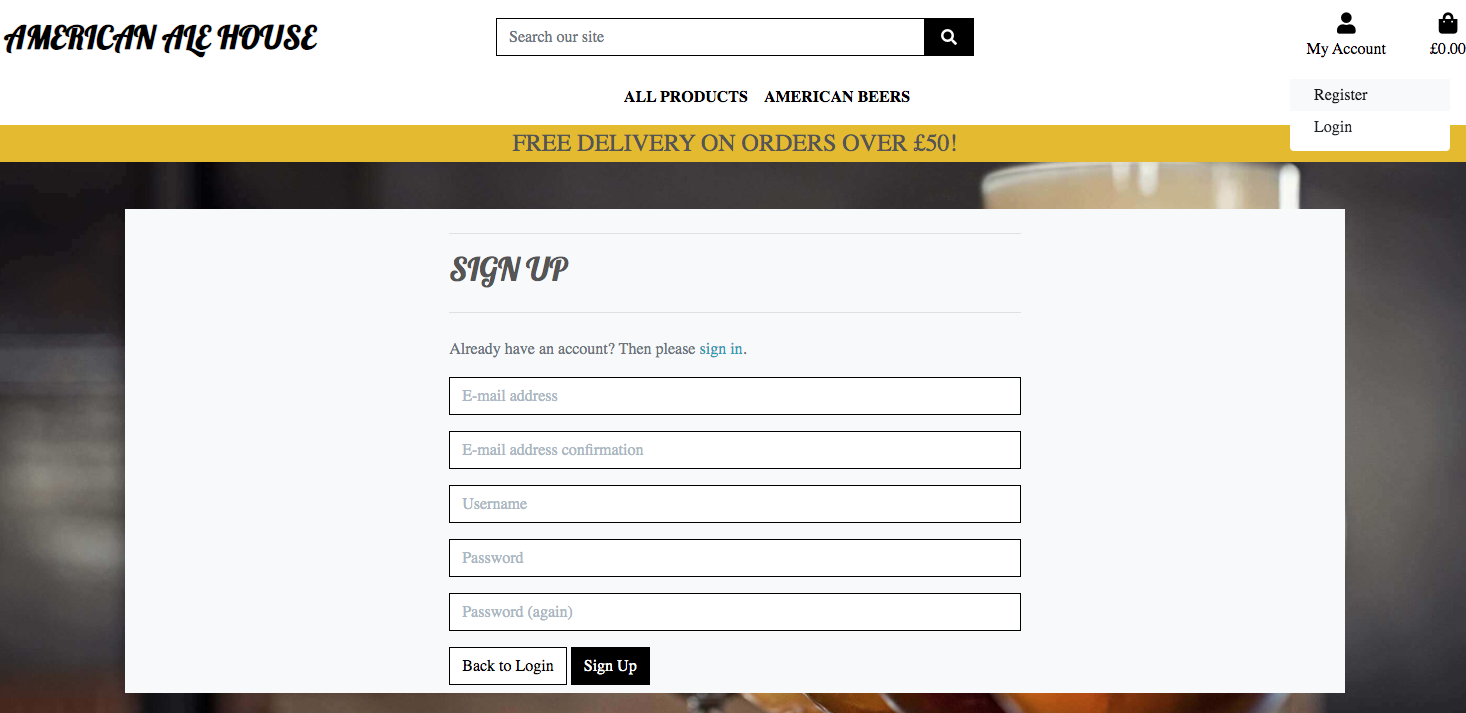 AMERICAN ALE HOUSE
Search our site
My Account
£0.00
ALL PRODUCTS AMERICAN BEERS
Register
Login
FREE DELIVERY ON ORDERS OVER £50!
SIGN UP
Already have an account? Then please sign in.
E-mail address
E-mail address confirmation
Username
Password
Password (again)
Back to Login Sign Up